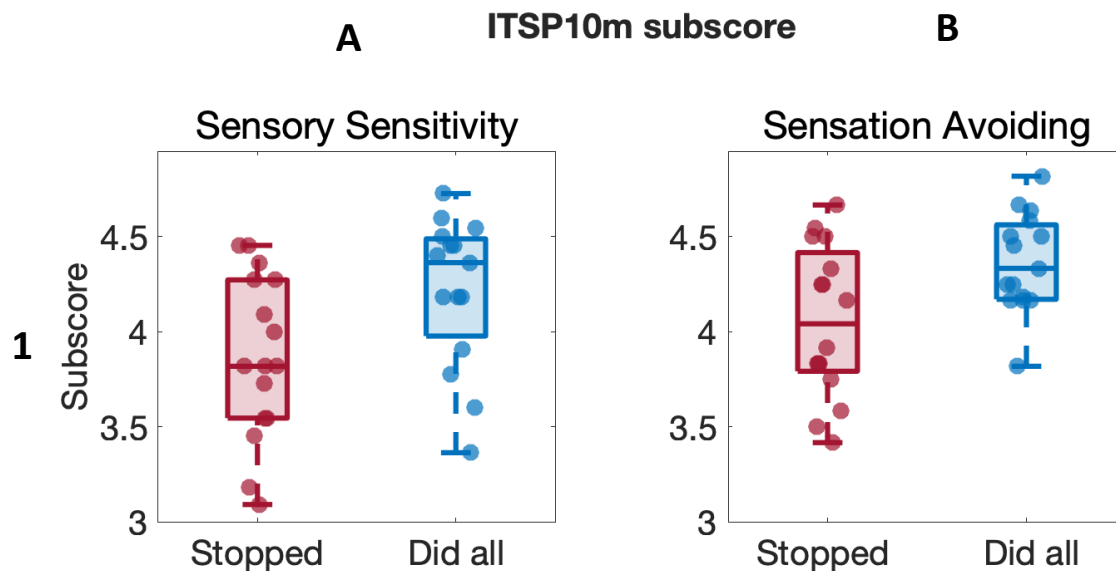 ITSP10m subscore
A
B
Sensory Sensitivity
Sensation Avoiding
1
Subscore
4.5
4
3.5
3
4.5
4
3.5
3
Stopped
Did all
Stopped
Did all